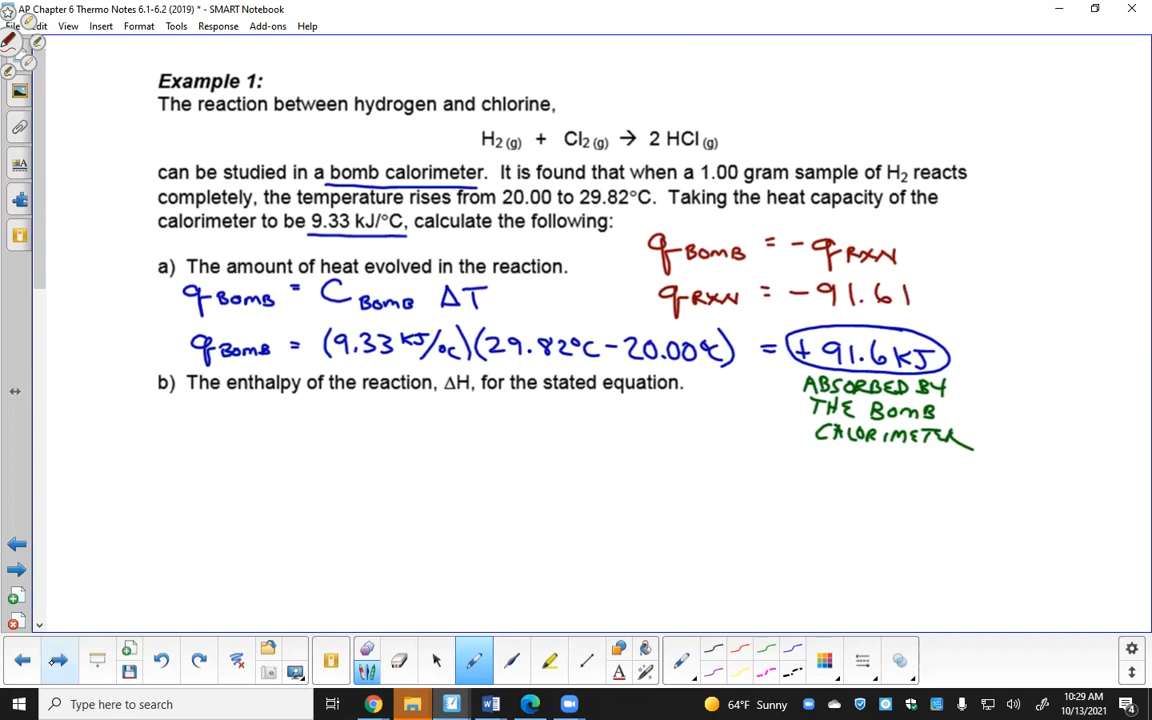 AP Chapter 6 Thermo Notes 6.1-6.2 (2019) * - SMART Notebook
File Edit View Insert Format Tools Response Add-ons Help
Example 1:
The reaction between hydrogen and chlorine,
H2 (g) + Cl2 (g) → 2 HCl (g)
can be studied in a bomb calorimeter. It is found that when a 1.00 gram sample of H2 reacts
completely, the temperature rises from 20.00 to 29.82°C. Taking the heat capacity of the
calorimeter to be 9.33 kJ/°C, calculate the following:
qBOMB = -qRXN
a) The amount of heat evolved in the reaction.
qBOMB = CBOMB ΔT
qRXN = -91.61
qBOMB = (9.33 kJ/°C)(29.82°C - 20.00°C) = +91.6 kJ
b) The enthalpy of the reaction, ΔH, for the stated equation.
ABSORBED BY
THE BOMB
CALORIMETER
Type here to search
64°F Sunny
10:29 AM
10/13/2021
4